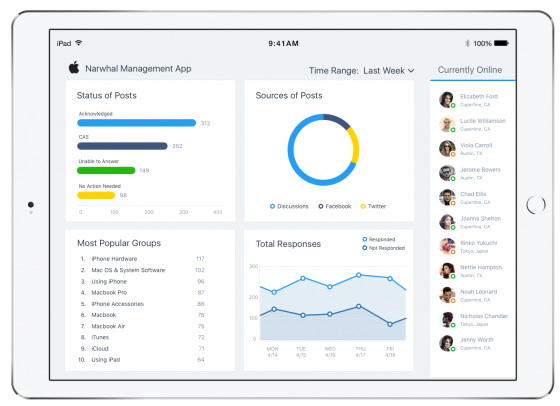 iPad 9:41AM 100%
Narwhal Management App
Time Range: Last Week
Currently Online
Status of Posts
Acknowledged
312
CAS
252
Unable to Answer
149
No Action Needed
98
0 100 200 300 400
Sources of Posts
Discussions Facebook Twitter
Most Popular Groups
1. iPhone Hardware 117
2. Mac OS & System Software 102
3. Using iPhone 96
4. Macbook Pro 87
5. iPhone Accessories 86
6. Macbook 76
7. Macbook Air 75
8. iTunes 72
9. iCloud 71
10. Using iPad 64
Total Responses
Responded
Not Responded
300
200
100
0
MON TUE WED THU FRI
4/14 4/15 4/16 4/17 4/18
Elizabeth Ford
Cupertino, CA
Lucile Williamson
Cupertino, CA
Viola Carroll
Austin, TX
Jerome Bowers
Austin, TX
Chad Ellis
Cupertino, CA
Joanna Shelton
Cupertino, CA
Rinko Yukuchi
Tokyo, Japan
Nettie Hampton
Austin, TX
Noah Leonard
Cupertino, CA
Nicholas Chandler
Tokyo, Japan
Jenny Worth
Cupertino, CA